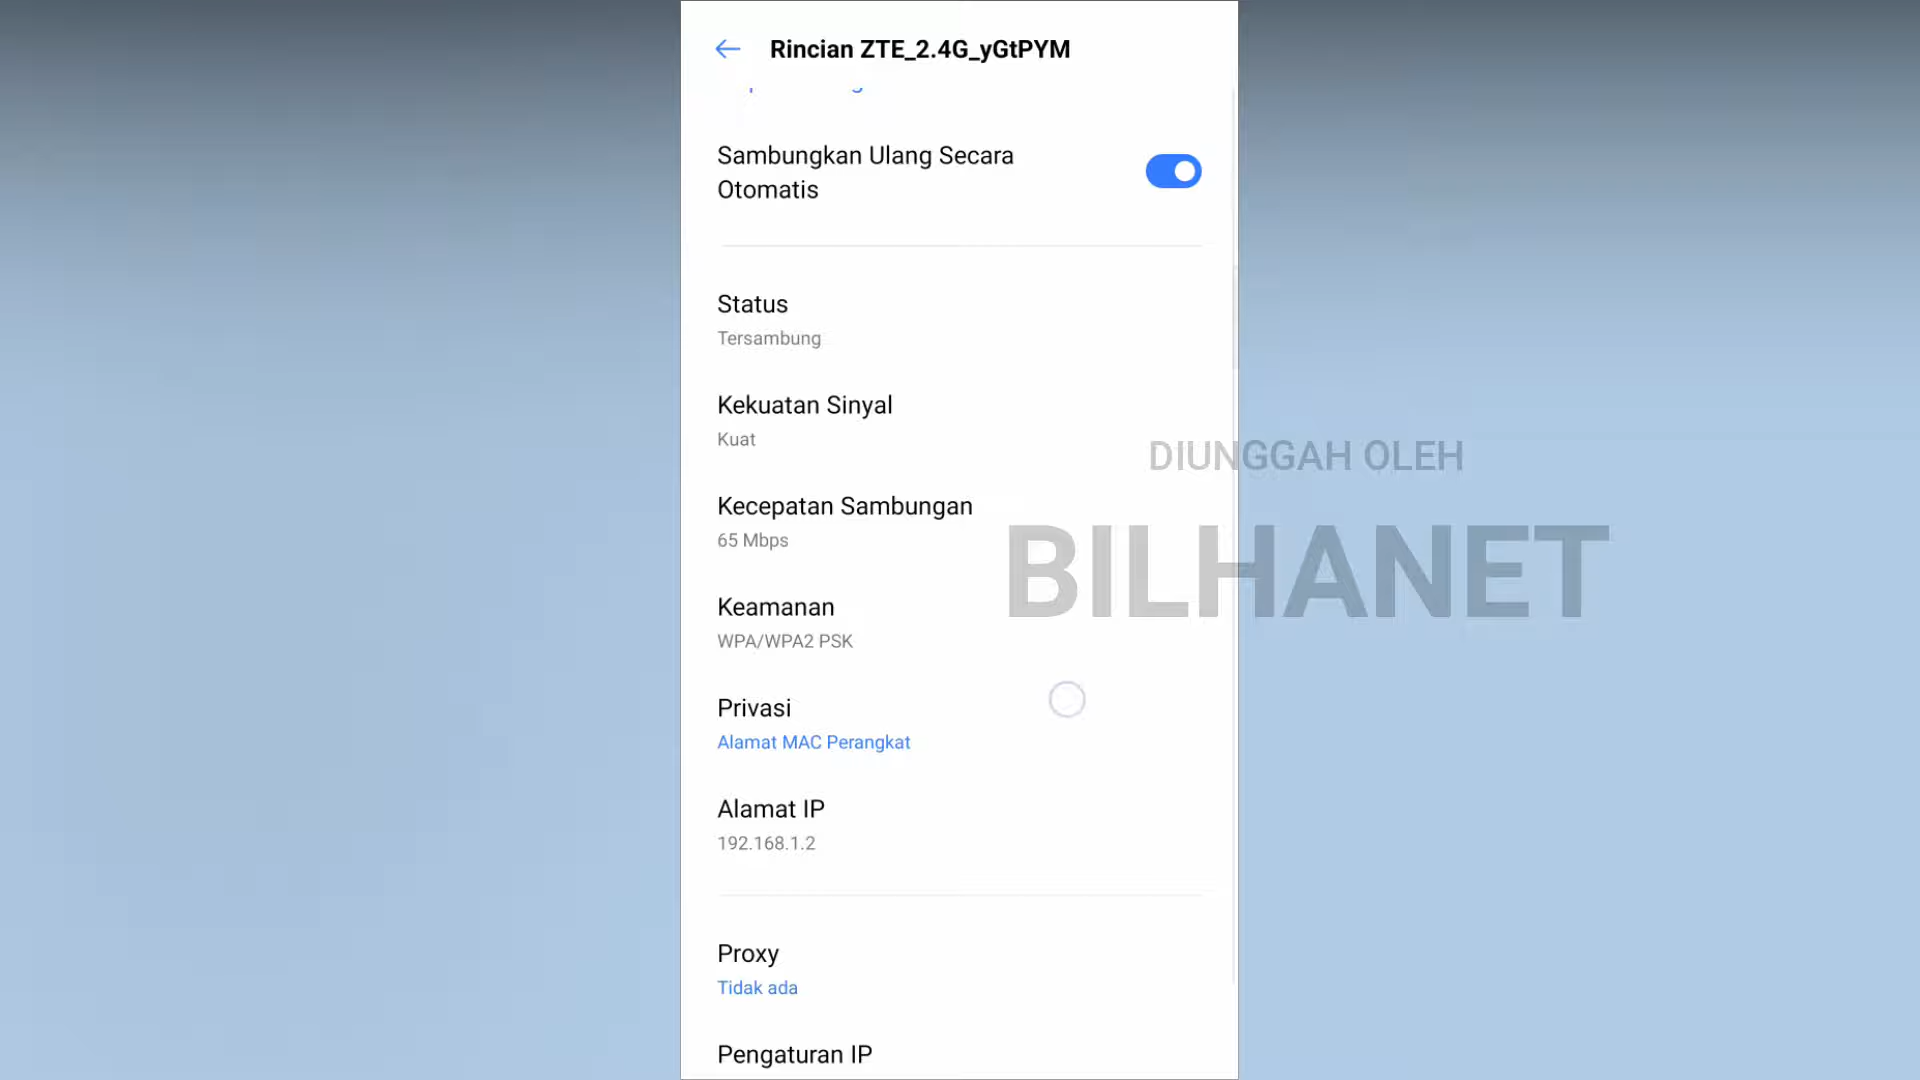 Rincian ZTE_2.4G_yGtPYM
Sambungkan Ulang Secara
Otomatis
Status
Tersambung
Kekuatan Sinyal
Kuat
DIUNGGAH OLEH
Kecepatan Sambungan
65 Mbps
BILHANET
Keamanan
WPA/WPA2 PSK
Privasi
Alamat MAC Perangkat
Alamat IP
192.168.1.2
Proxy
Tidak ada
Pengaturan IP